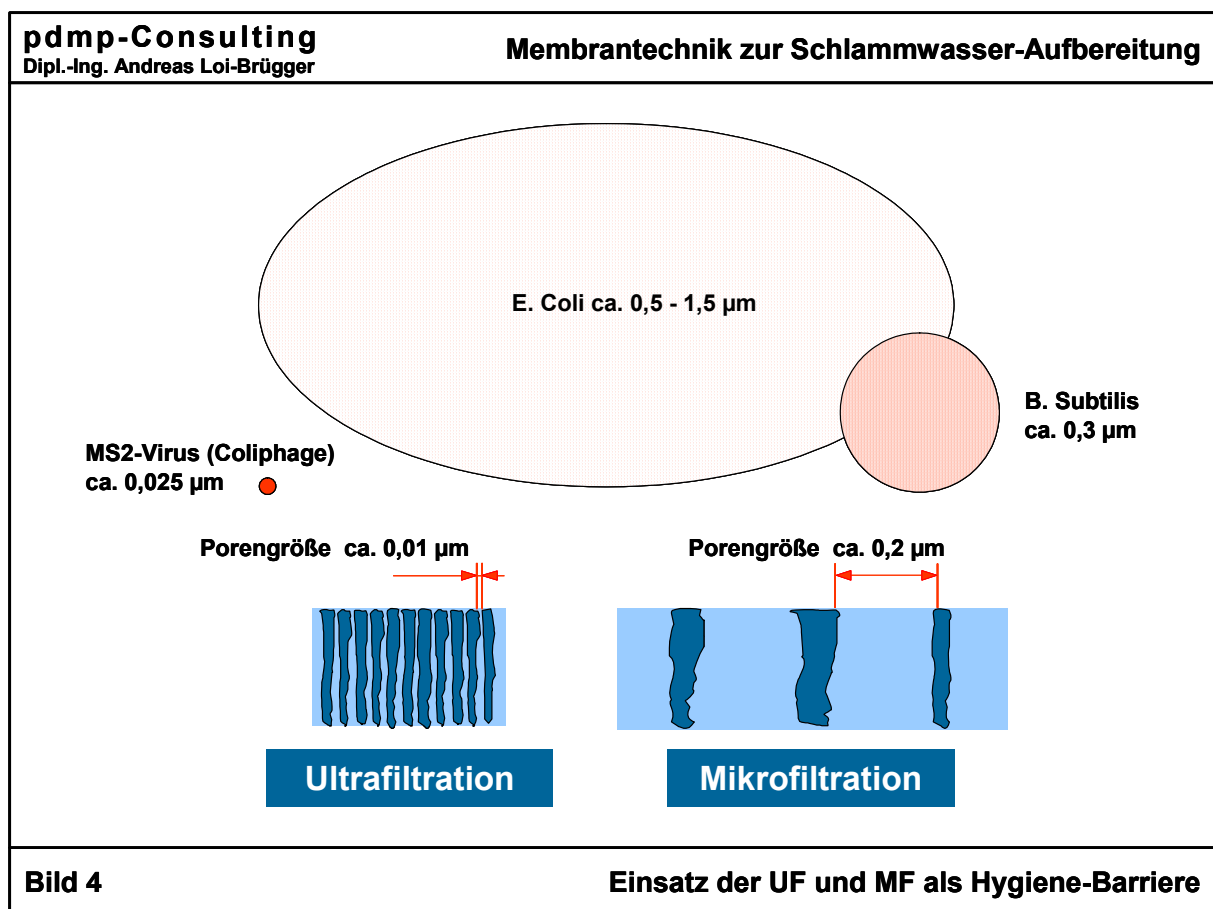 pdmp-Consulting
Dipl.-Ing. Andreas Loi-Brügger
Membrantechnik zur Schlammwasser-Aufbereitung
E. Coli ca. 0,5 - 1,5 µm
B. Subtilis
ca. 0,3 µm
MS2-Virus (Coliphage)
ca. 0,025 µm
Porengröße ca. 0,01 µm
Porengröße ca. 0,2 µm
Ultrafiltration
Mikrofiltration
Bild 4
Einsatz der UF und MF als Hygiene-Barriere